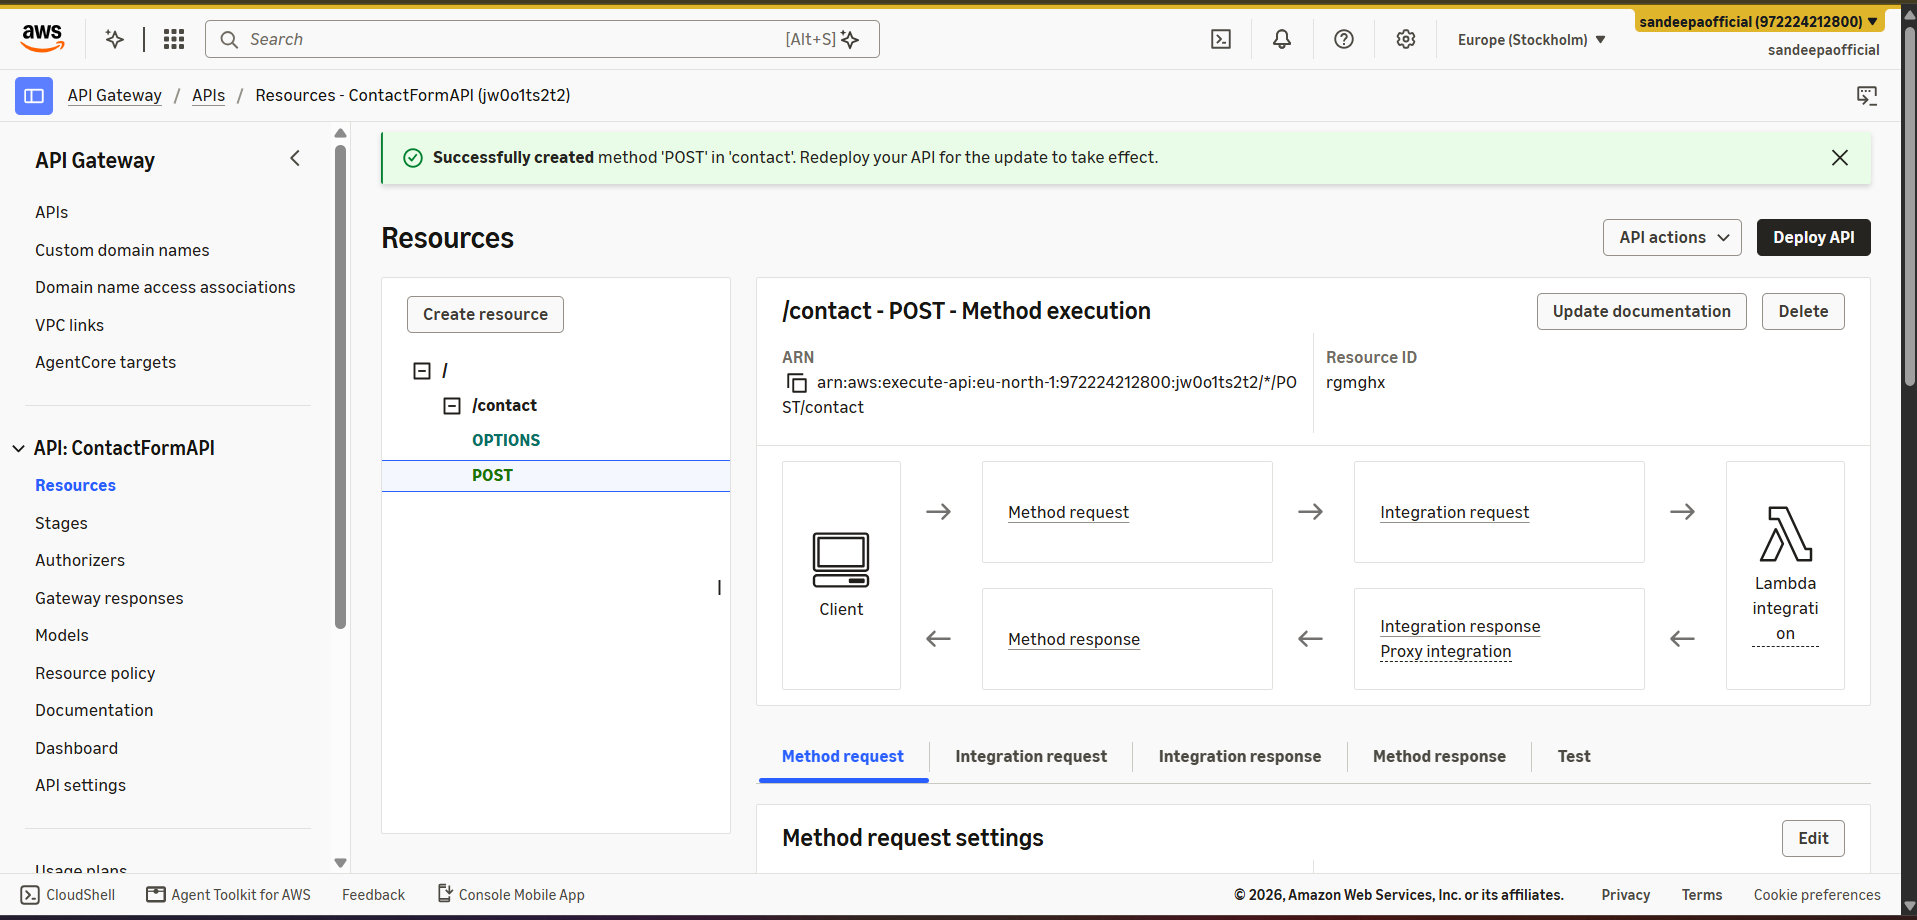 aws
Search
[Alt+S]
Europe (Stockholm)
sandeepaofficial (972224212800)
sandeepaofficial
API Gateway / APIs / Resources - ContactFormAPI (jw0o1ts2t2)
API Gateway
APIs
Custom domain names
Domain name access associations
VPC links
AgentCore targets
API: ContactFormAPI
Resources
Stages
Authorizers
Gateway responses
Models
Resource policy
Documentation
Dashboard
API settings
Usage plans
Successfully created method 'POST' in 'contact'. Redeploy your API for the update to take effect.
Resources
API actions
Deploy API
Create resource
/
/contact
OPTIONS
POST
/contact - POST - Method execution
Update documentation
Delete
ARN
arn:aws:execute-api:eu-north-1:972224212800:jw0o1ts2t2/*/PO
ST/contact
Resource ID
rgmghx
Client
Method request
Integration request
Lambda
integrati
on
Method response
Integration response
Proxy integration
Method request
Integration request
Integration response
Method response
Test
Method request settings
Edit
CloudShell
Agent Toolkit for AWS
Feedback
Console Mobile App
© 2026, Amazon Web Services, Inc. or its affiliates.
Privacy
Terms
Cookie preferences